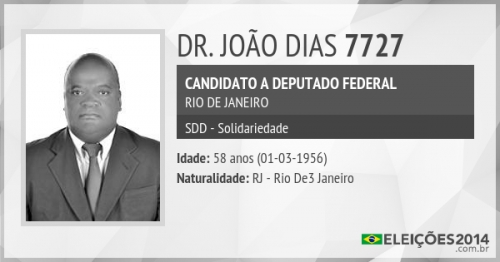 DR. JOÃO DIAS 7727
CANDIDATO A DEPUTADO FEDERAL
RIO DE JANEIRO
SDD - Solidariedade
Idade: 58 anos (01-03-1956)
Naturalidade: RJ - Rio De3 Janeiro
ELEIÇÕES2014
.com.br